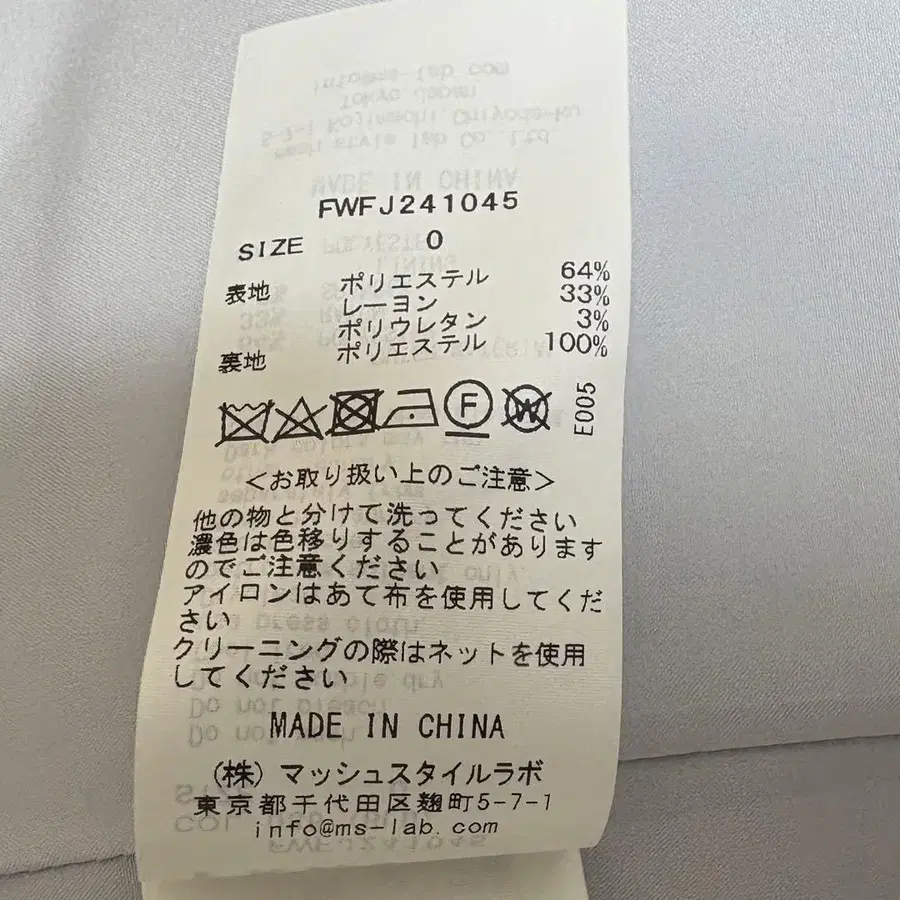 FWFJ241045
SIZE 0
表地 ポリエステル 64%
レーヨン 33%
ポリウレタン 3%
裏地 ポリエステル 100%
F W E005
<お取り扱い上のご注意>
他の物と分けて洗ってください
濃色は色移りすることがあります
のでご注意ください
アイロンはあて布を使用してくだ
さい
クリーニングの際はネットを使用
してください
MADE IN CHINA
(株)マッシュスタイルラボ
東京都千代田区麹町5-7-1
info@ms-lab.com